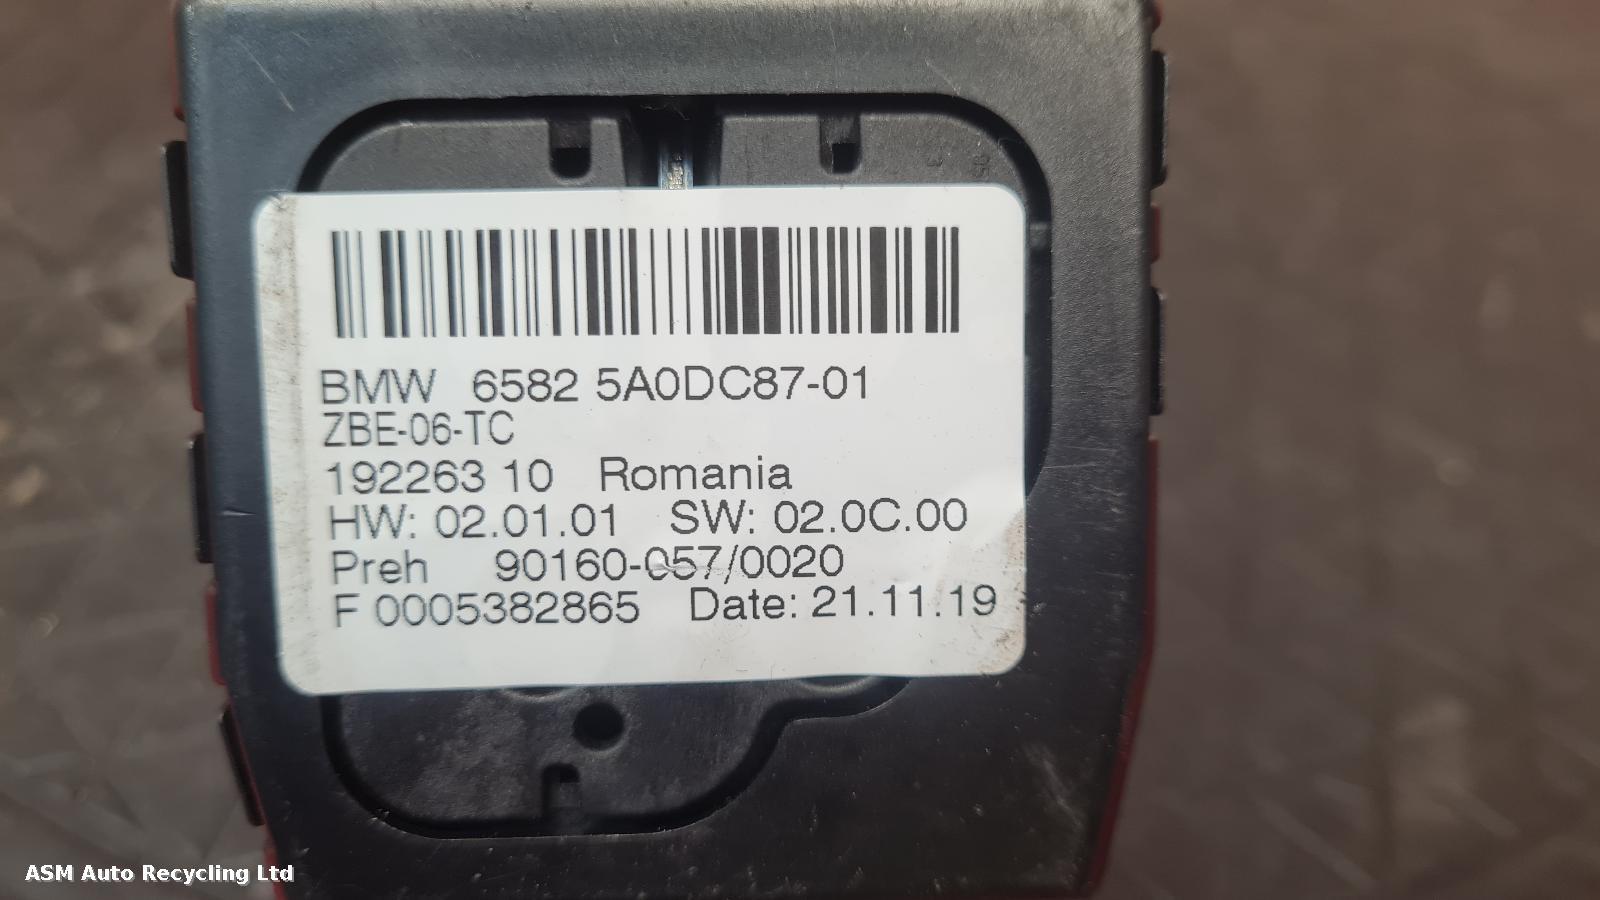 BMW 6582 5A0DC87-01
ZBE-06-TC
192263 10 Romania
HW: 02.01.01 SW: 02.0C.00
Preh 90160-057/0020
F 0005382865 Date: 21.11.19
ASM Auto Recycling Ltd